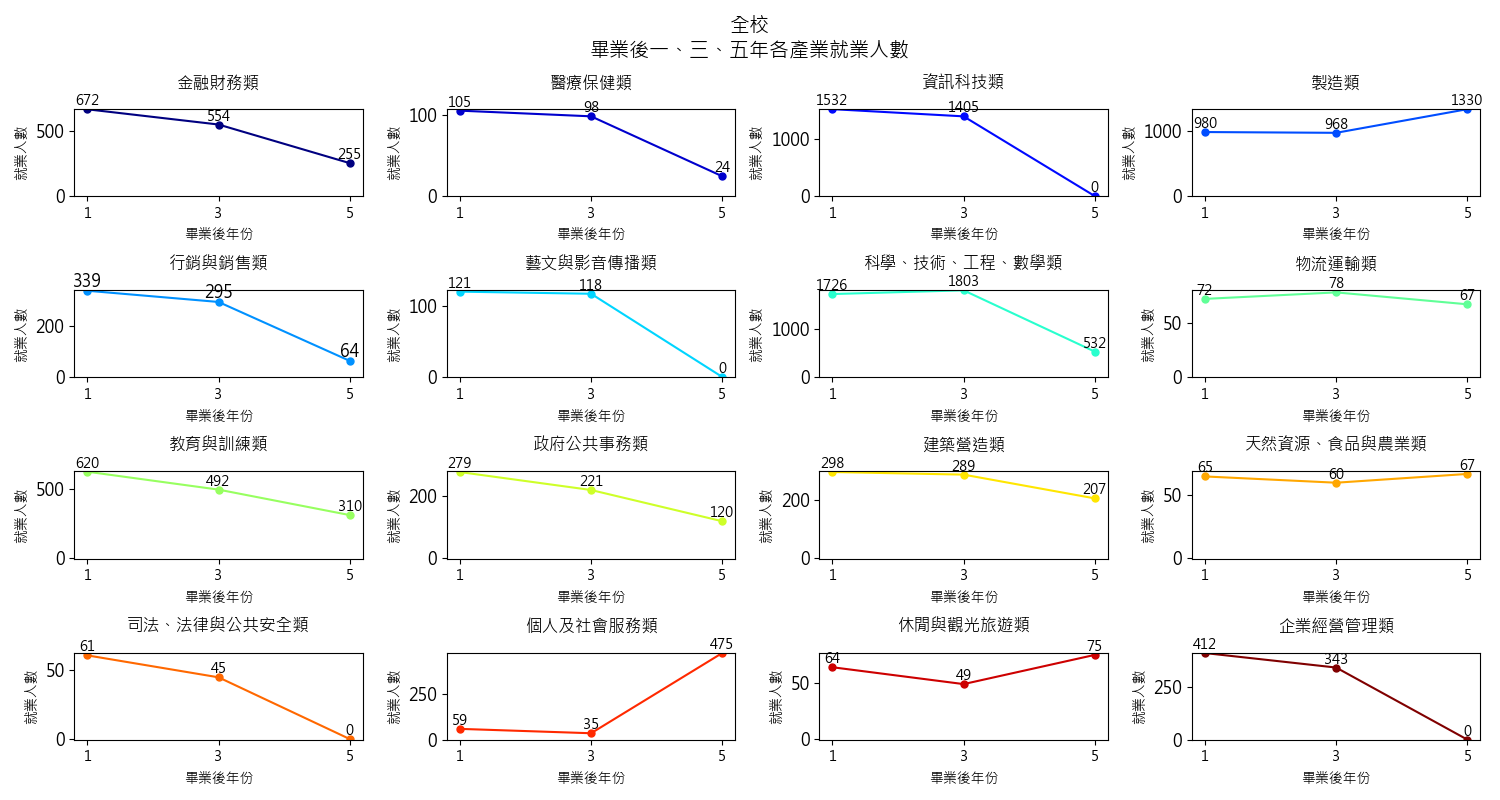 全校
畢業後一、三、五年各產業就業人數
金融財務類
醫療保健類
資訊科技類
製造類
672
554
255
500
0
1
3
5
就業人數
畢業後年份
105
98
24
100
0
1
3
5
就業人數
畢業後年份
1532
1405
0
1000
0
1
3
5
就業人數
畢業後年份
980
968
1330
1000
0
1
3
5
就業人數
畢業後年份
行銷與銷售類
藝文與影音傳播類
科學、技術、工程、數學類
物流運輸類
339
295
64
200
0
1
3
5
就業人數
畢業後年份
121
118
0
100
0
1
3
5
就業人數
畢業後年份
1726
1803
532
1000
0
1
3
5
就業人數
畢業後年份
72
78
67
50
0
1
3
5
就業人數
畢業後年份
教育與訓練類
政府公共事務類
建築營造類
天然資源、食品與農業類
620
492
310
500
0
1
3
5
就業人數
畢業後年份
279
221
120
200
0
1
3
5
就業人數
畢業後年份
298
289
207
200
0
1
3
5
就業人數
畢業後年份
65
60
67
50
0
1
3
5
就業人數
畢業後年份
司法、法律與公共安全類
個人及社會服務類
休閒與觀光旅遊類
企業經營管理類
61
45
0
50
0
1
3
5
就業人數
畢業後年份
59
35
475
250
0
1
3
5
就業人數
畢業後年份
64
49
75
50
0
1
3
5
就業人數
畢業後年份
412
343
0
250
0
1
3
5
就業人數
畢業後年份